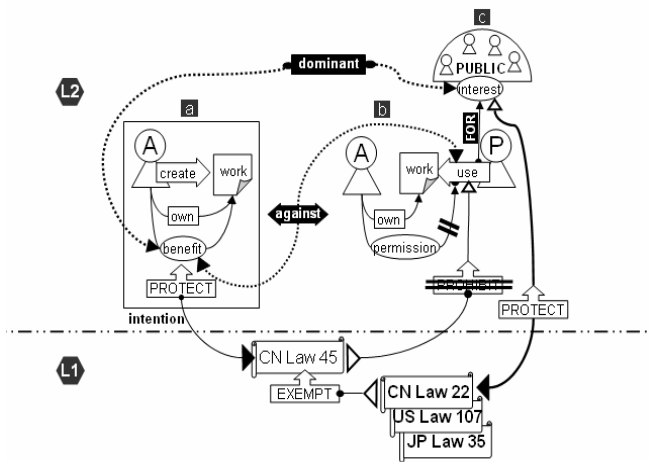 c
dominant
PUBLIC
interest
L2
a
b
FOR
A
create
work
own
benefit
PROTECT
intention
against
A
work
use
P
own
permission
PROHIBIT
PROTECT
L1
CN Law 45
EXEMPT
CN Law 22
US Law 107
JP Law 35